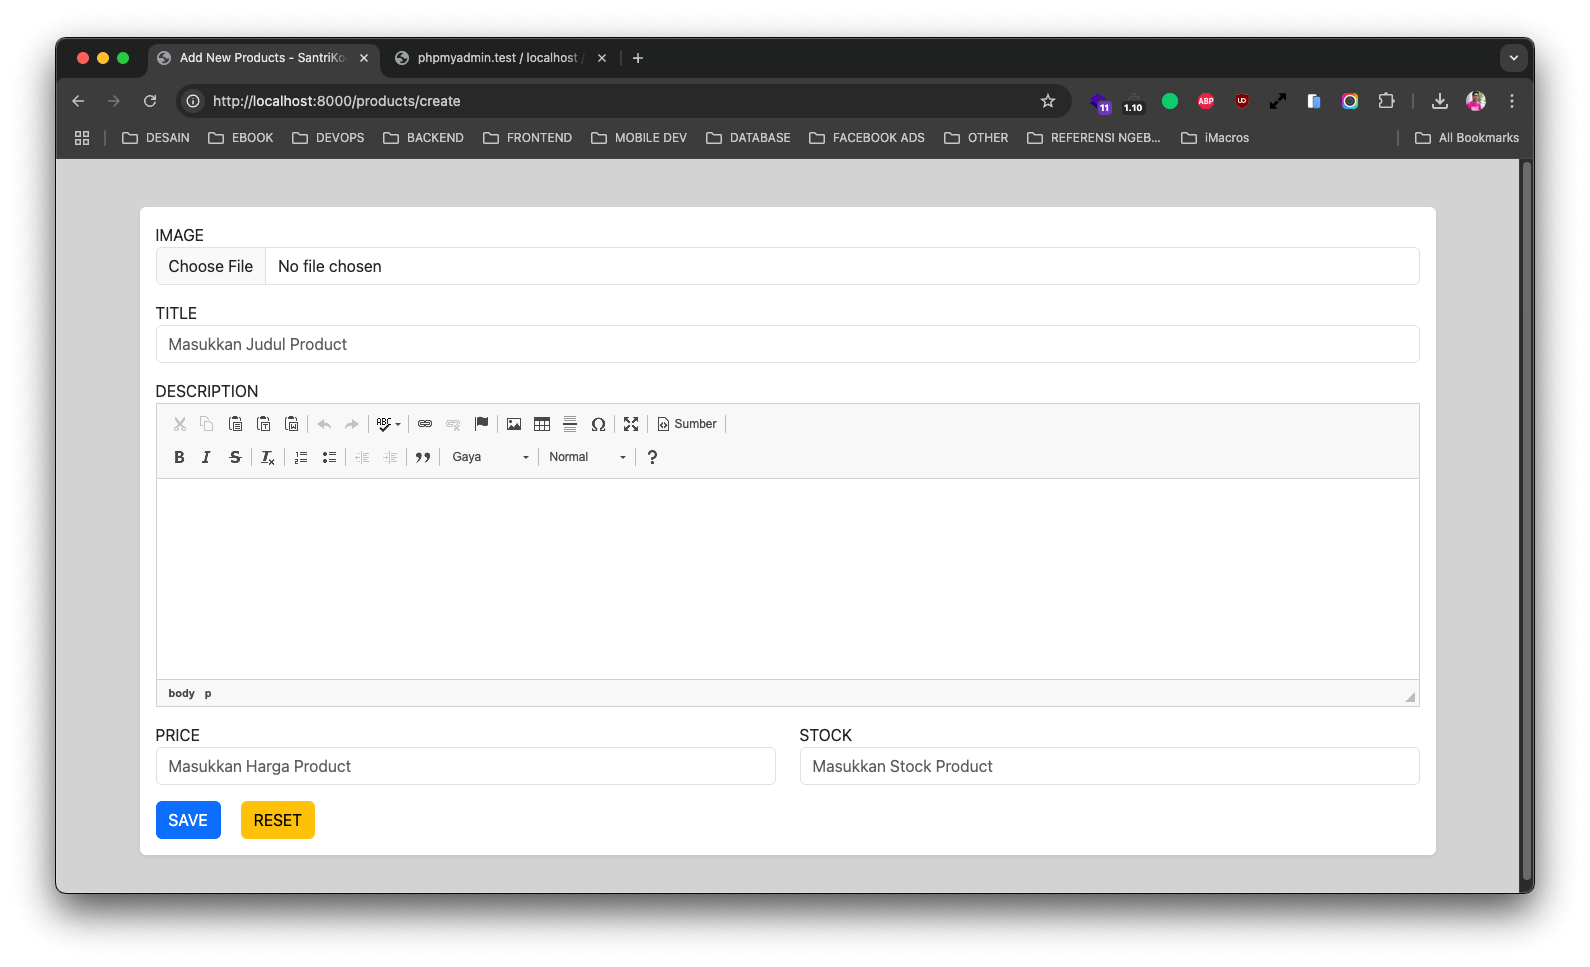 Add New Products - SantriKo
phpmyadmin.test / localhost /
http://localhost:8000/products/create
11
1.10
ABP
UD
DESAIN
EBOOK
DEVOPS
BACKEND
FRONTEND
MOBILE DEV
DATABASE
FACEBOOK ADS
OTHER
REFERENSI NGEB...
iMacros
All Bookmarks
IMAGE
Choose File
No file chosen
TITLE
Masukkan Judul Product
DESCRIPTION
ABC
Ω
Sumber
B
I
S
Tx
Gaya
Normal
?
body p
PRICE
STOCK
Masukkan Harga Product
Masukkan Stock Product
SAVE
RESET